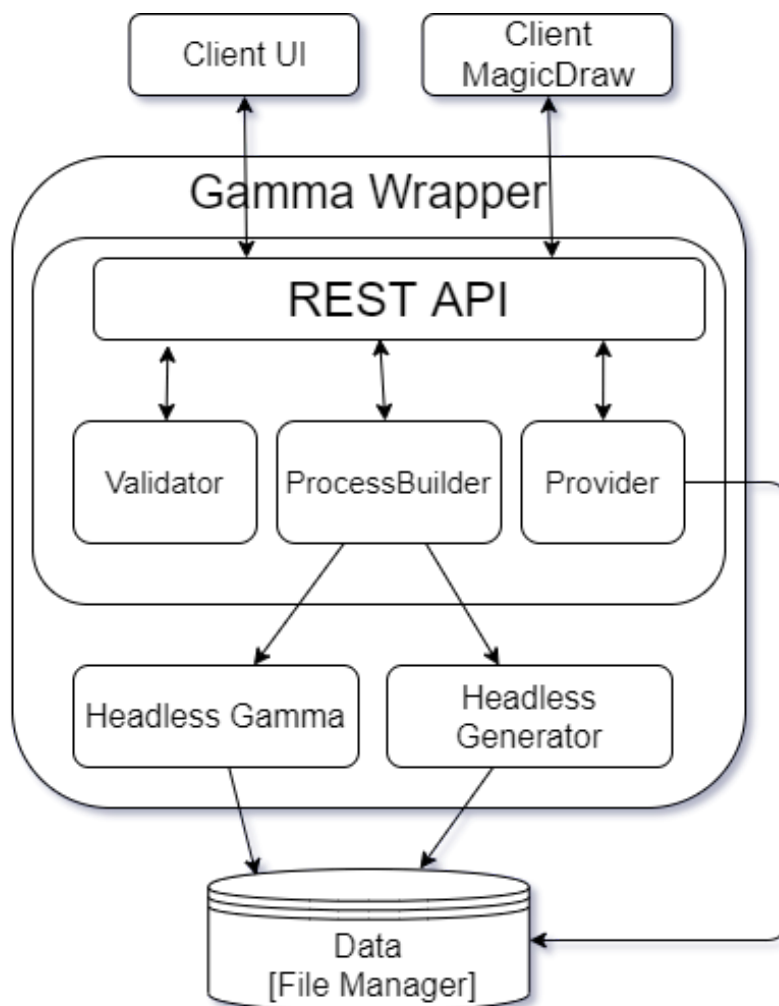 Client UI
Client
MagicDraw
Gamma Wrapper
REST API
Validator
ProcessBuilder
Provider
Headless Gamma
Headless
Generator
Data
[File Manager]